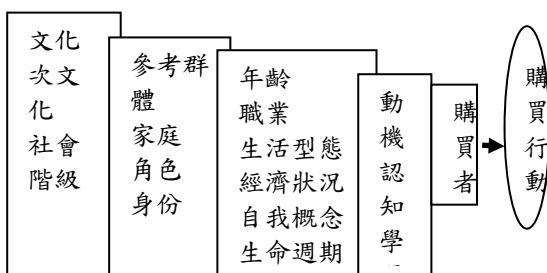 文化
次文
化
社會
階級
參考群
體
家庭
角色
身份
年齡
職業
生活型態
經濟狀況
自我概念
生命週期
動
機
認
知
學
購
買
者
購
買
行
動